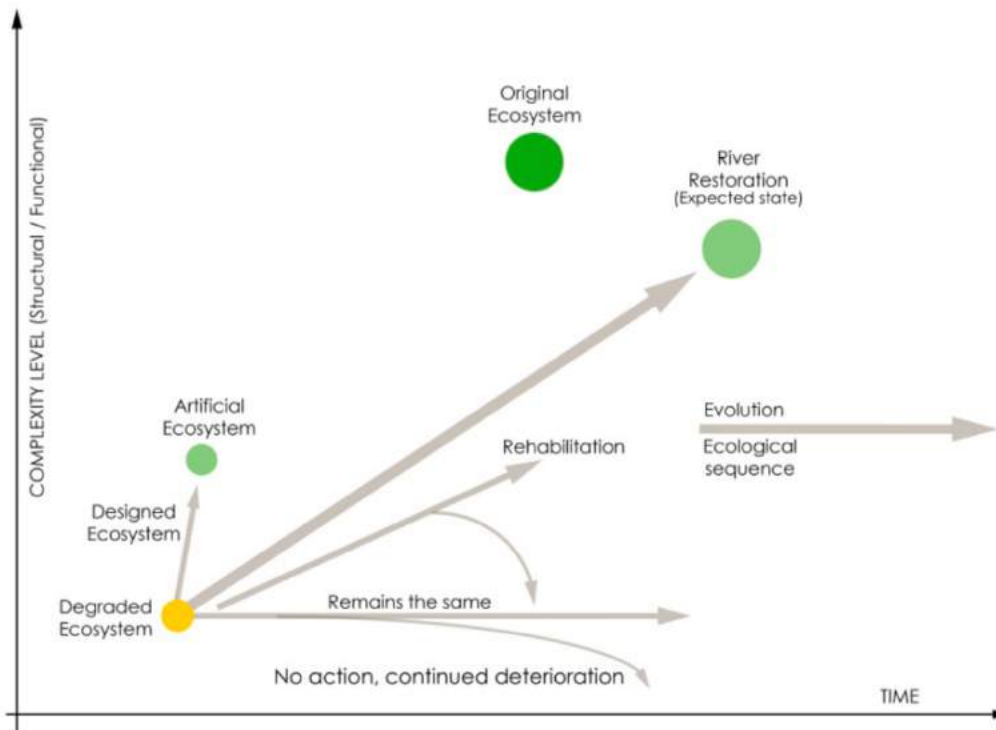 COMPLEXITY LEVEL (Structural / Functional)
Original
Ecosystem
River
Restoration
(Expected state)
Artificial
Ecosystem
Evolution
Ecological
sequence
Rehabilitation
Designed
Ecosystem
Degraded
Ecosystem
Remains the same
No action, continued deterioration
TIME